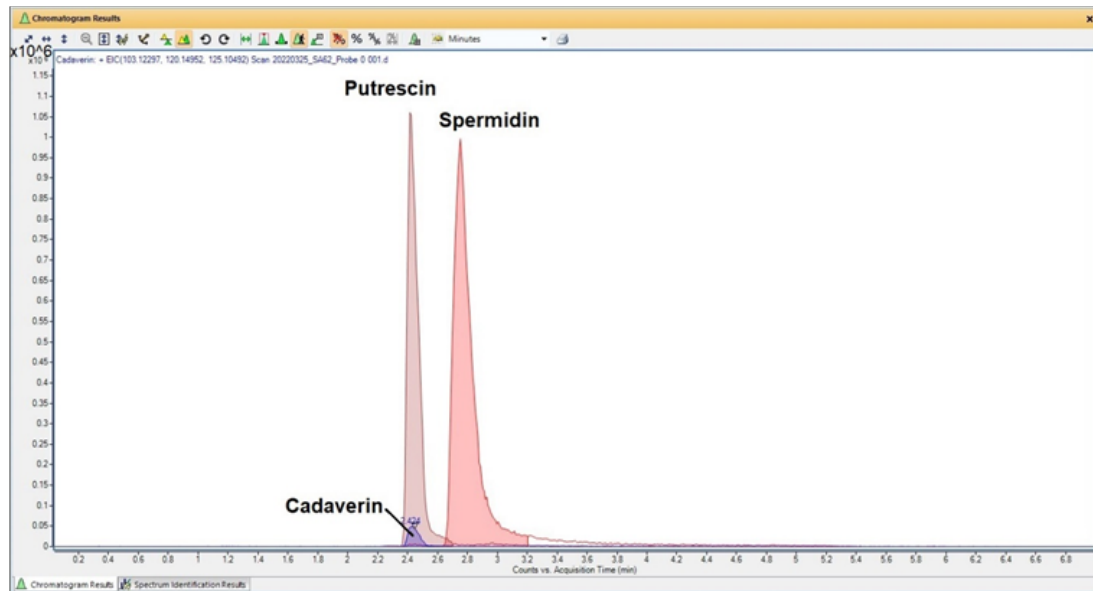 Chromatogram Results
Minutes
x10^6
Cadaverin: + EIC(103.12297, 120.14952, 125.10492) Scan 20220325_SA62_Probe 0 001.d
1.15
1.1
1.05
1
0.95
0.9
0.85
0.8
0.75
0.7
0.65
0.6
0.55
0.5
0.45
0.4
0.35
0.3
0.25
0.2
0.15
0.1
0.05
0
Putrescin
Spermidin
Cadaverin
2.424
0.2 0.4 0.6 0.8 1 1.2 1.4 1.6 1.8 2 2.2 2.4 2.6 2.8 3 3.2 3.4 3.6 3.8 4 4.2 4.4 4.6 4.8 5 5.2 5.4 5.6 5.8 6 6.2 6.4 6.6 6.8
Counts vs. Acquisition Time (min)
Chromatogram Results Spectrum Identification Results